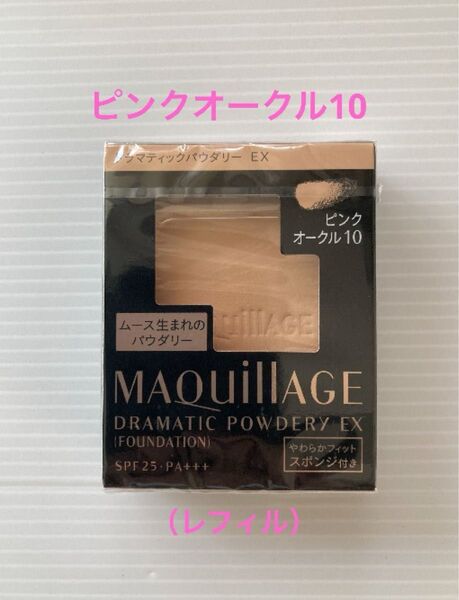 ピンクオークル10
ドラマティックパウダリー EX
ピンク
オークル10
QuillAGE
ムース生まれの
パウダリー
MAQuillAGE
DRAMATIC POWDERY EX
(FOUNDATION)
やわらかフィット
スポンジ付き
SPF25・PA+++
(レフィル)